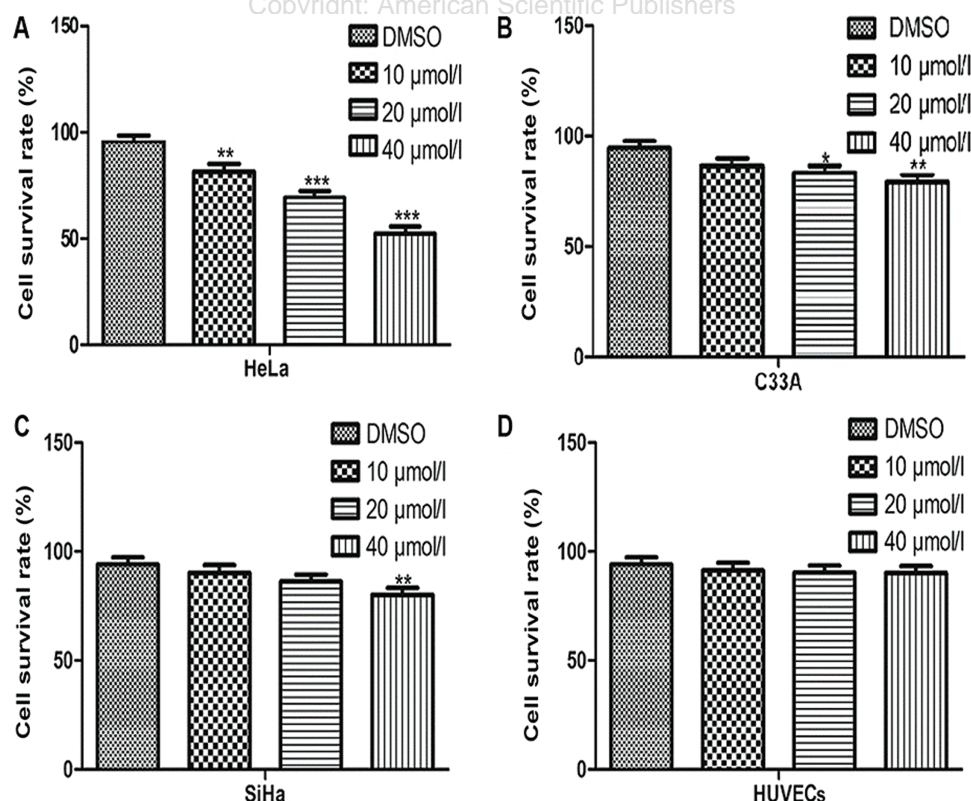 Copyright: American Scientific Publishers
A
150
100
50
0
Cell survival rate (%)
DMSO
10 μmol/l
20 μmol/l
40 μmol/l
**
***
***
HeLa
B
150
100
50
0
Cell survival rate (%)
DMSO
10 μmol/l
20 μmol/l
40 μmol/l
*
**
C33A
C
150
100
50
0
Cell survival rate (%)
DMSO
10 μmol/l
20 μmol/l
40 μmol/l
**
SiHa
D
150
100
50
0
Cell survival rate (%)
DMSO
10 μmol/l
20 μmol/l
40 μmol/l
HUVECs